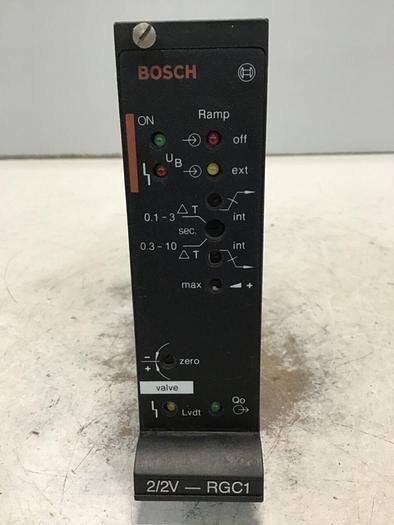 BOSCH
Ramp
ON
off
UB
ext
ΔT
0.1 - 3 int
sec.
0.3 - 10 int
ΔT
max +
-
+ zero
valve
Lvdt Qo
2/2V — RGC1